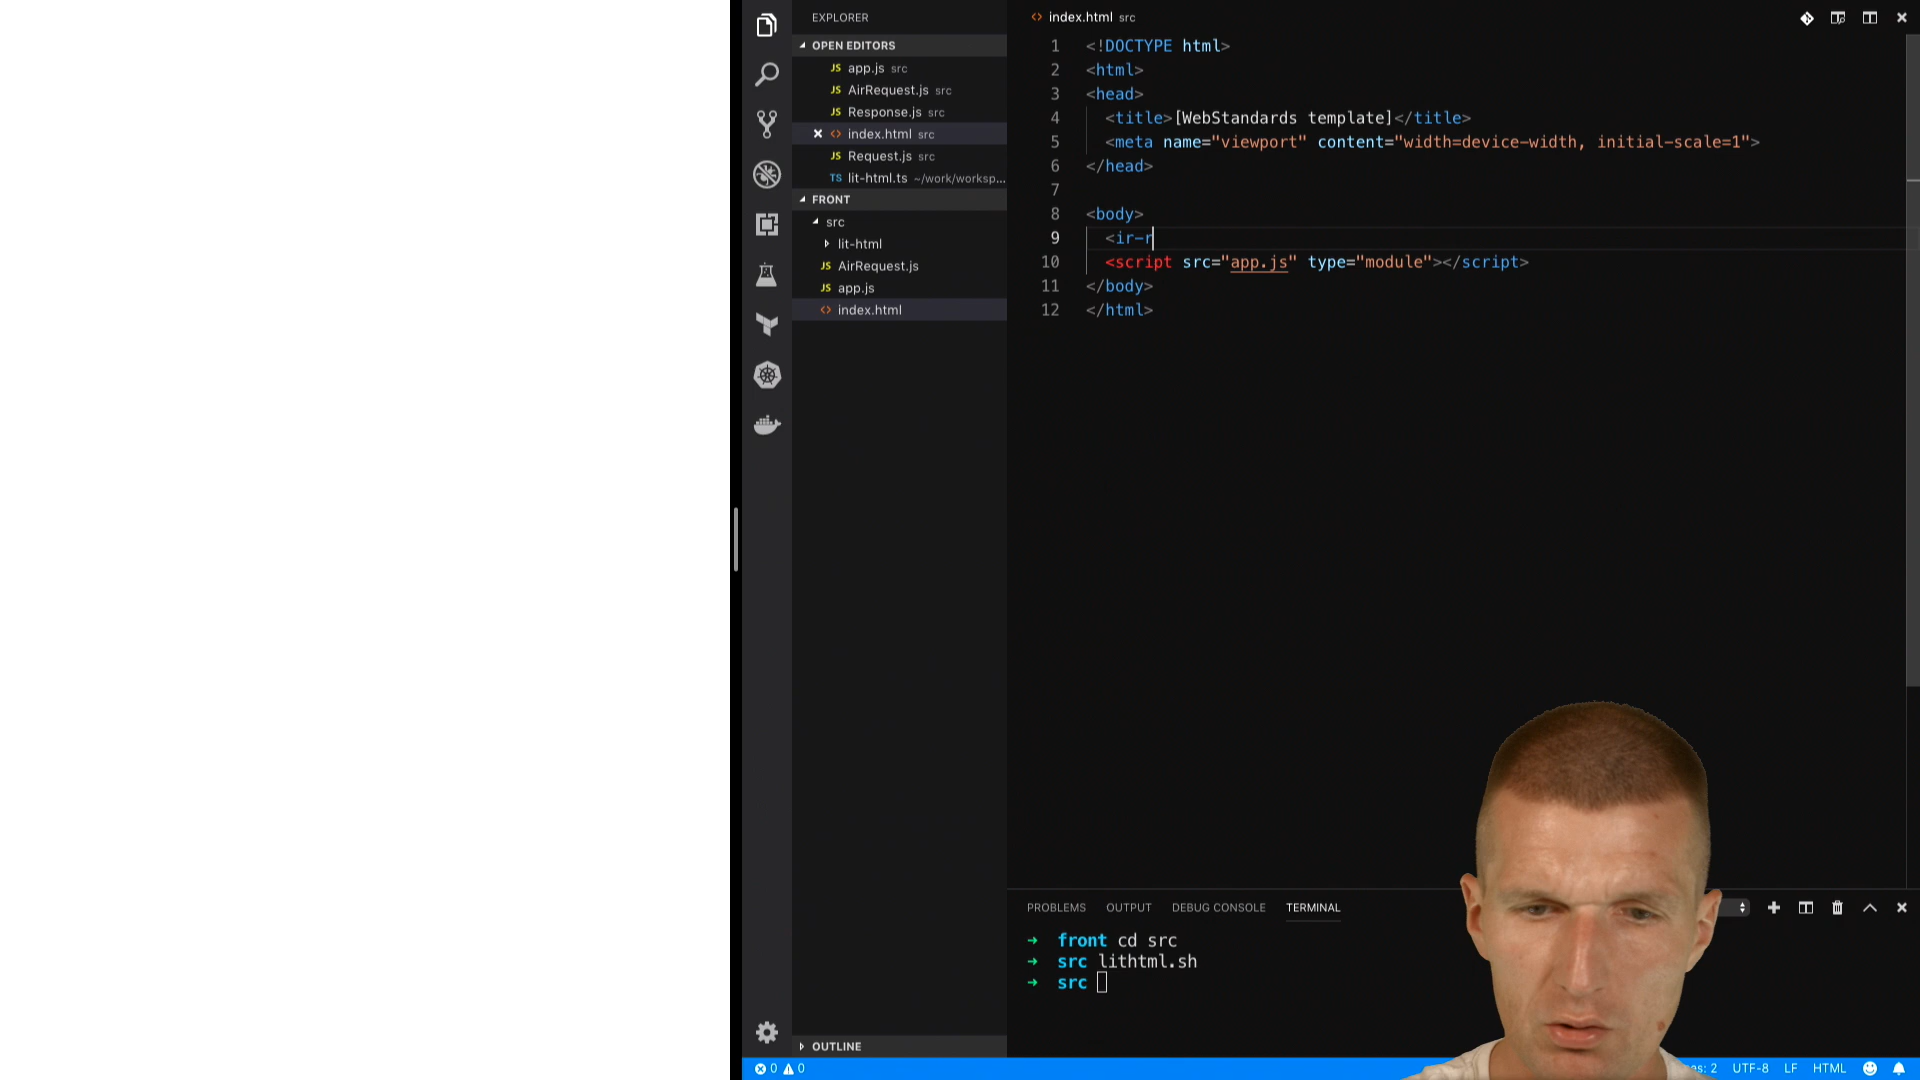 EXPLORER
OPEN EDITORS
JS app.js src
JS AirRequest.js src
JS Response.js src
index.html src
JS Request.js src
TS lit-html.ts ~/work/worksp...
FRONT
src
lit-html
JS AirRequest.js
JS app.js
index.html
OUTLINE
index.html src
1 <!DOCTYPE html>
2 <html>
3 <head>
4 <title>[WebStandards template]</title>
5 <meta name="viewport" content="width=device-width, initial-scale=1">
6 </head>
7
8 <body>
9 <ir-r
10 <script src="app.js" type="module"></script>
11 </body>
12 </html>
PROBLEMS OUTPUT DEBUG CONSOLE TERMINAL
→ front cd src
→ src lithtml.sh
→ src
0 0
2 UTF-8 LF HTML